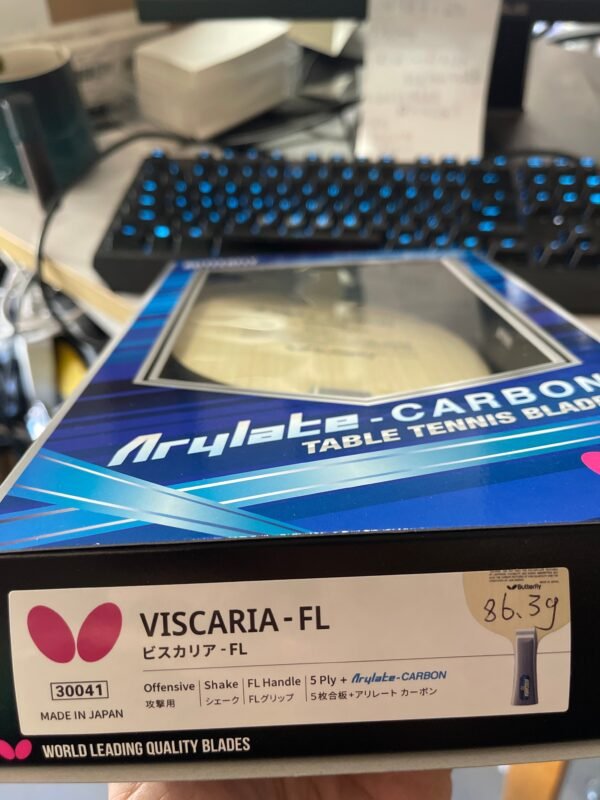 Arylate-CARBON
TABLE TENNIS BLADE
VISCARIA-FL
ビスカリア-FL
30041
MADE IN JAPAN
Offensive
攻撃用
Shake
シェーク
FL Handle
FLグリップ
5 Ply + Arylate-CARBON
5枚合板+アリレート カーボン
Butterfly
86.3g
WORLD LEADING QUALITY BLADES